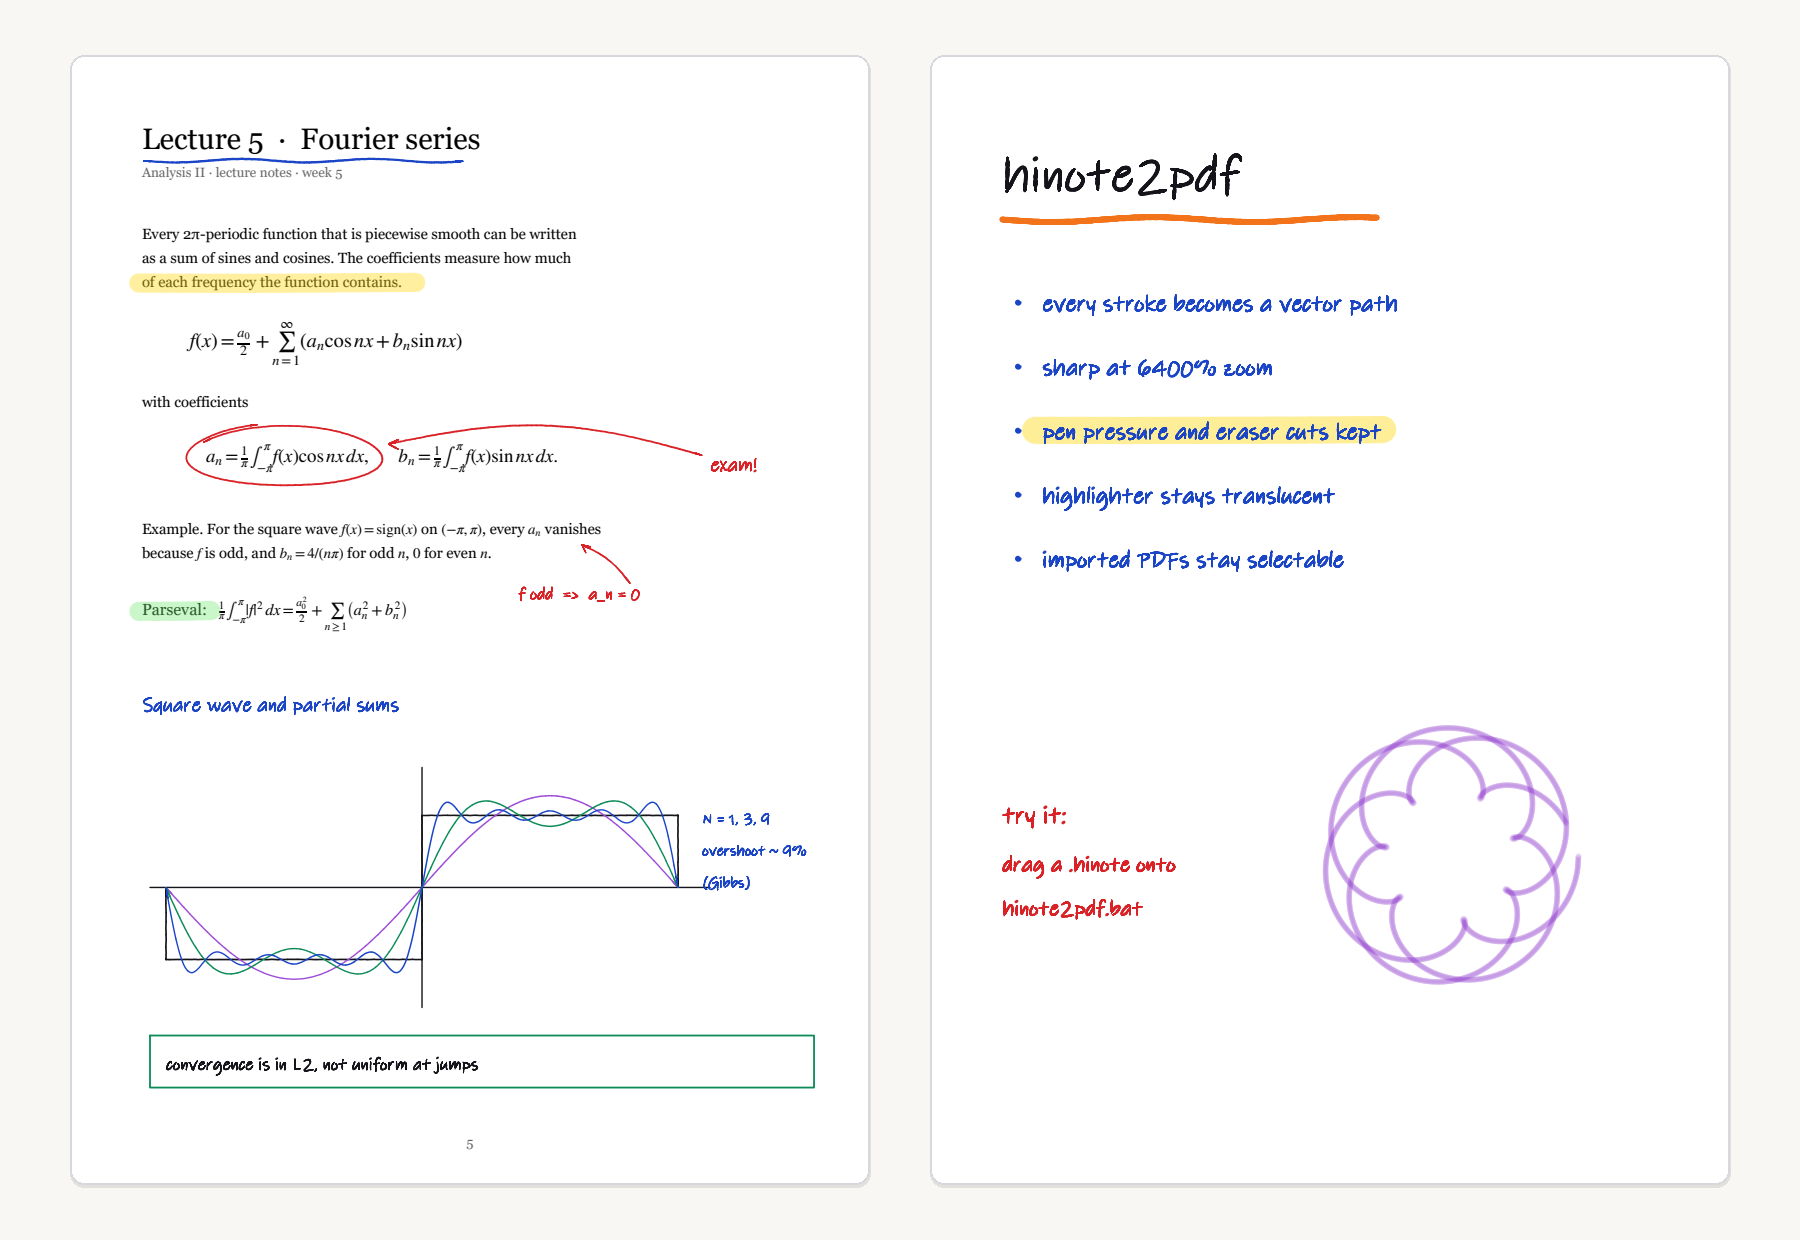 Lecture 5 · Fourier series
Analysis II · lecture notes · week 5
Every 2π-periodic function that is piecewise smooth can be written
as a sum of sines and cosines. The coefficients measure how much
of each frequency the function contains.
f(x) = a₀/2 + ∑_{n=1}^{∞} (aₙ cos nx + bₙ sin nx)
with coefficients
aₙ = 1/π ∫_{−π}^{π} f(x) cos nx dx, bₙ = 1/π ∫_{−π}^{π} f(x) sin nx dx.
exam!
Example. For the square wave f(x) = sign(x) on (−π, π), every aₙ vanishes
because f is odd, and bₙ = 4/(nπ) for odd n, 0 for even n.
f odd => a_n = 0
Parseval: 1/π ∫_{−π}^{π} |f|² dx = a₀²/2 + ∑_{n≥1} (aₙ² + bₙ²)
Square wave and partial sums
N = 1, 3, 9
overshoot ~ 9%
(Gibbs)
convergence is in L2, not uniform at jumps
5
hinote2pdf
• every stroke becomes a vector path
• sharp at 6400% zoom
• pen pressure and eraser cuts kept
• highlighter stays translucent
• imported PDFs stay selectable
try it:
drag a .hinote onto
hinote2pdf.bat